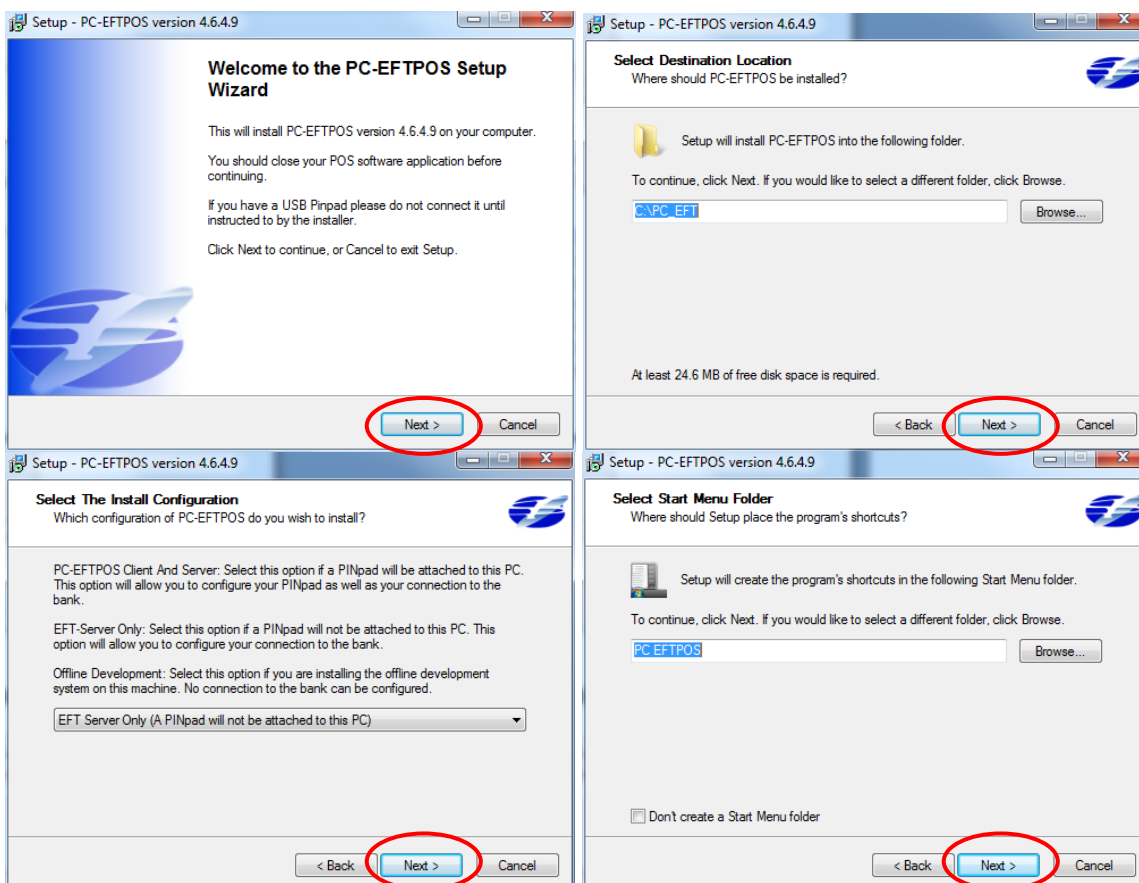 Setup - PC-EFTPOS version 4.6.4.9
Welcome to the PC-EFTPOS Setup
Wizard
This will install PC-EFTPOS version 4.6.4.9 on your computer.
You should close your POS software application before
continuing.
If you have a USB Pinpad please do not connect it until
instructed to by the installer.
Click Next to continue, or Cancel to exit Setup.
Next >
Cancel
Setup - PC-EFTPOS version 4.6.4.9
Select Destination Location
Where should PC-EFTPOS be installed?
Setup will install PC-EFTPOS into the following folder.
To continue, click Next. If you would like to select a different folder, click Browse.
C:\PC_EFT
Browse...
At least 24.6 MB of free disk space is required.
< Back
Next >
Cancel
Setup - PC-EFTPOS version 4.6.4.9
Select The Install Configuration
Which configuration of PC-EFTPOS do you wish to install?
PC-EFTPOS Client And Server: Select this option if a PINpad will be attached to this PC.
This option will allow you to configure your PINpad as well as your connection to the
bank.
EFT-Server Only: Select this option if a PINpad will not be attached to this PC. This
option will allow you to configure your connection to the bank.
Offline Development: Select this option if you are installing the offline development
system on this machine. No connection to the bank can be configured.
EFT Server Only (A PINpad will not be attached to this PC)
< Back
Next >
Cancel
Setup - PC-EFTPOS version 4.6.4.9
Select Start Menu Folder
Where should Setup place the program's shortcuts?
Setup will create the program's shortcuts in the following Start Menu folder.
To continue, click Next. If you would like to select a different folder, click Browse.
PC EFTPOS
Browse...
Don't create a Start Menu folder
< Back
Next >
Cancel